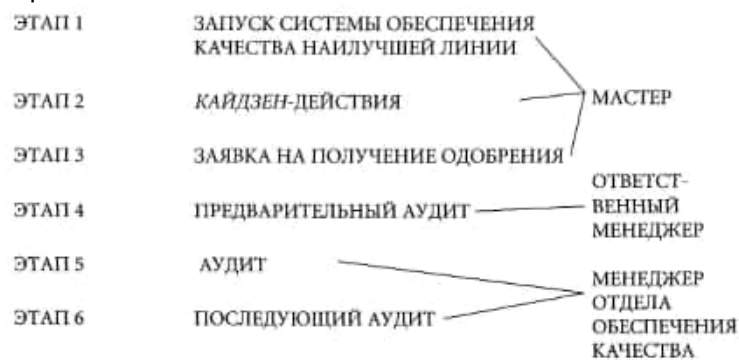 ЭТАП 1 ЗАПУСК СИСТЕМЫ ОБЕСПЕЧЕНИЯ
КАЧЕСТВА НАИЛУЧШЕЙ ЛИНИИ
ЭТАП 2 КАЙДЗЕН-ДЕЙСТВИЯ МАСТЕР
ЭТАП 3 ЗАЯВКА НА ПОЛУЧЕНИЕ ОДОБРЕНИЯ
ЭТАП 4 ПРЕДВАРИТЕЛЬНЫЙ АУДИТ
ОТВЕТСТ-
ВЕННЫЙ
МЕНЕДЖЕР
ЭТАП 5 АУДИТ
ЭТАП 6 ПОСЛЕДУЮЩИЙ АУДИТ
МЕНЕДЖЕР
ОТДЕЛА
ОБЕСПЕЧЕНИЯ
КАЧЕСТВА